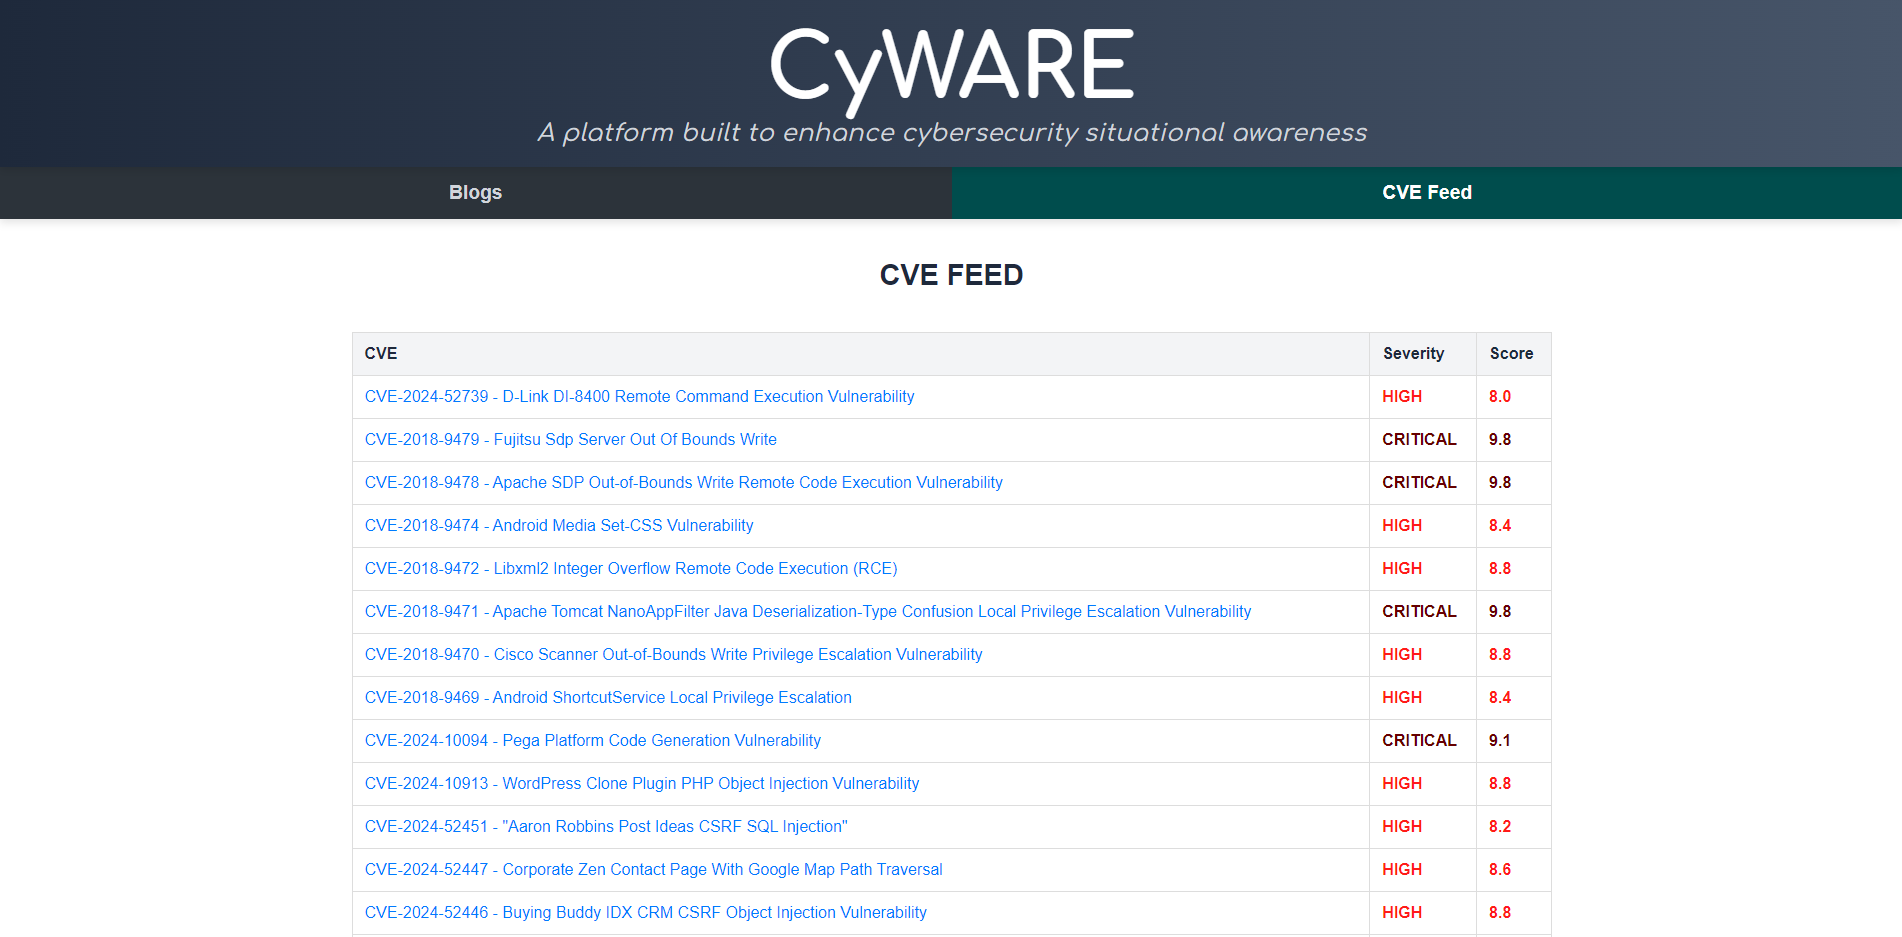 CyWARE
A platform built to enhance cybersecurity situational awareness
Blogs CVE Feed
CVE FEED
CVE Severity Score
CVE-2024-52739 - D-Link DI-8400 Remote Command Execution Vulnerability HIGH 8.0
CVE-2018-9479 - Fujitsu Sdp Server Out Of Bounds Write CRITICAL 9.8
CVE-2018-9478 - Apache SDP Out-of-Bounds Write Remote Code Execution Vulnerability CRITICAL 9.8
CVE-2018-9474 - Android Media Set-CSS Vulnerability HIGH 8.4
CVE-2018-9472 - Libxml2 Integer Overflow Remote Code Execution (RCE) HIGH 8.8
CVE-2018-9471 - Apache Tomcat NanoAppFilter Java Deserialization-Type Confusion Local Privilege Escalation Vulnerability CRITICAL 9.8
CVE-2018-9470 - Cisco Scanner Out-of-Bounds Write Privilege Escalation Vulnerability HIGH 8.8
CVE-2018-9469 - Android ShortcutService Local Privilege Escalation HIGH 8.4
CVE-2024-10094 - Pega Platform Code Generation Vulnerability CRITICAL 9.1
CVE-2024-10913 - WordPress Clone Plugin PHP Object Injection Vulnerability HIGH 8.8
CVE-2024-52451 - "Aaron Robbins Post Ideas CSRF SQL Injection" HIGH 8.2
CVE-2024-52447 - Corporate Zen Contact Page With Google Map Path Traversal HIGH 8.6
CVE-2024-52446 - Buying Buddy IDX CRM CSRF Object Injection Vulnerability HIGH 8.8